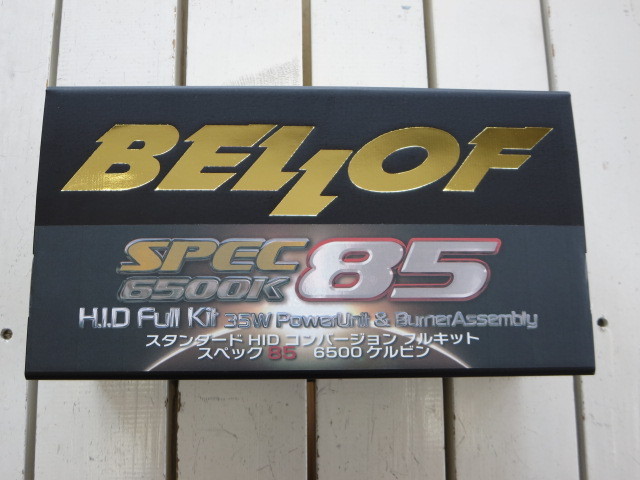 BELLOF
SPEC 85
6500K
H.I.D Full Kit 35W PowerUnit & BurnerAssembly
スタンダード HID コンバージョン フルキット
スペック 85 6500 ケルビン